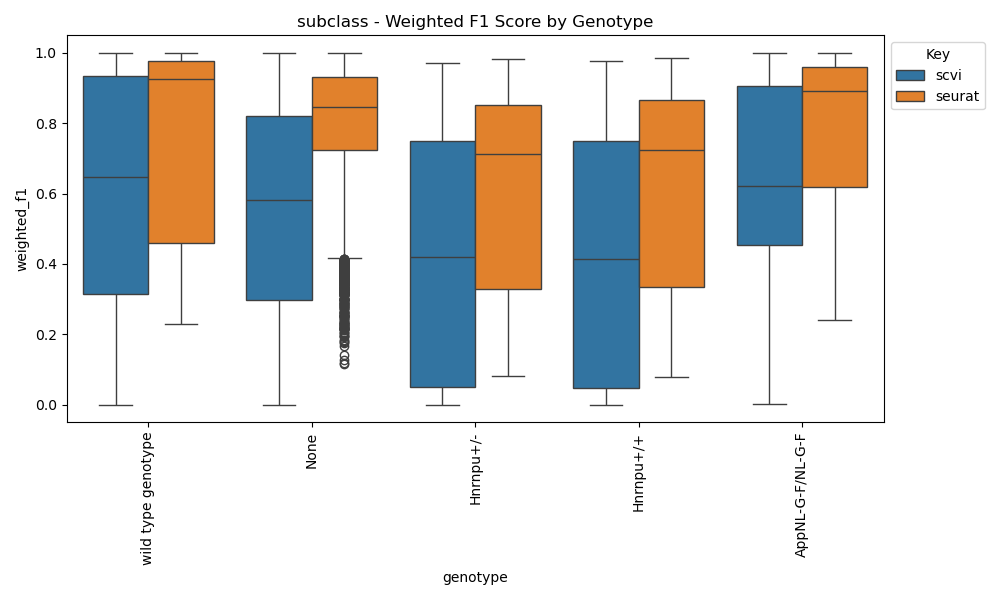 subclass - Weighted F1 Score by Genotype
Key
scvi
seurat
weighted_f1
1.0
0.8
0.6
0.4
0.2
0.0
wild type genotype
None
Hnrnpu+/-
Hnrnpu+/+
AppNL-G-F/NL-G-F
genotype